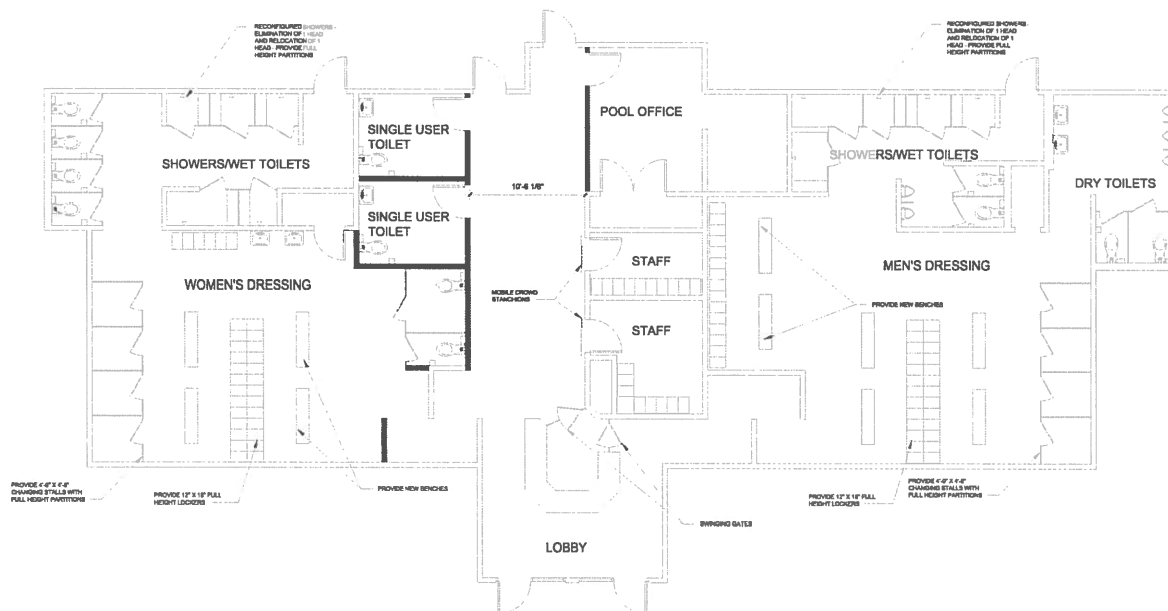 RECONFIGURED SHOWERS -
ELIMINATION OF 1 HEAD
AND RELOCATION OF 1
HEAD - PROVIDE FULL
HEIGHT PARTITIONS
RECONFIGURED SHOWERS -
ELIMINATION OF 1 HEAD
AND RELOCATION OF 1
HEAD - PROVIDE FULL
HEIGHT PARTITIONS
SINGLE USER
TOILET
POOL OFFICE
SHOWERS/WET TOILETS
SHOWERS/WET TOILETS
10'-6 1/8"
DRY TOILETS
SINGLE USER
TOILET
STAFF
MEN'S DRESSING
WOMEN'S DRESSING
MOBILE CROWD
STANCHIONS
PROVIDE NEW BENCHES
STAFF
PROVIDE 4'-6" X 4'-6"
CHANGING STALLS WITH
FULL HEIGHT PARTITIONS
PROVIDE 12" X 18" FULL
HEIGHT LOCKERS
PROVIDE NEW BENCHES
PROVIDE 12" X 18" FULL
HEIGHT LOCKERS
PROVIDE 4'-6" X 4'-6"
CHANGING STALLS WITH
FULL HEIGHT PARTITIONS
SWINGING GATES
LOBBY